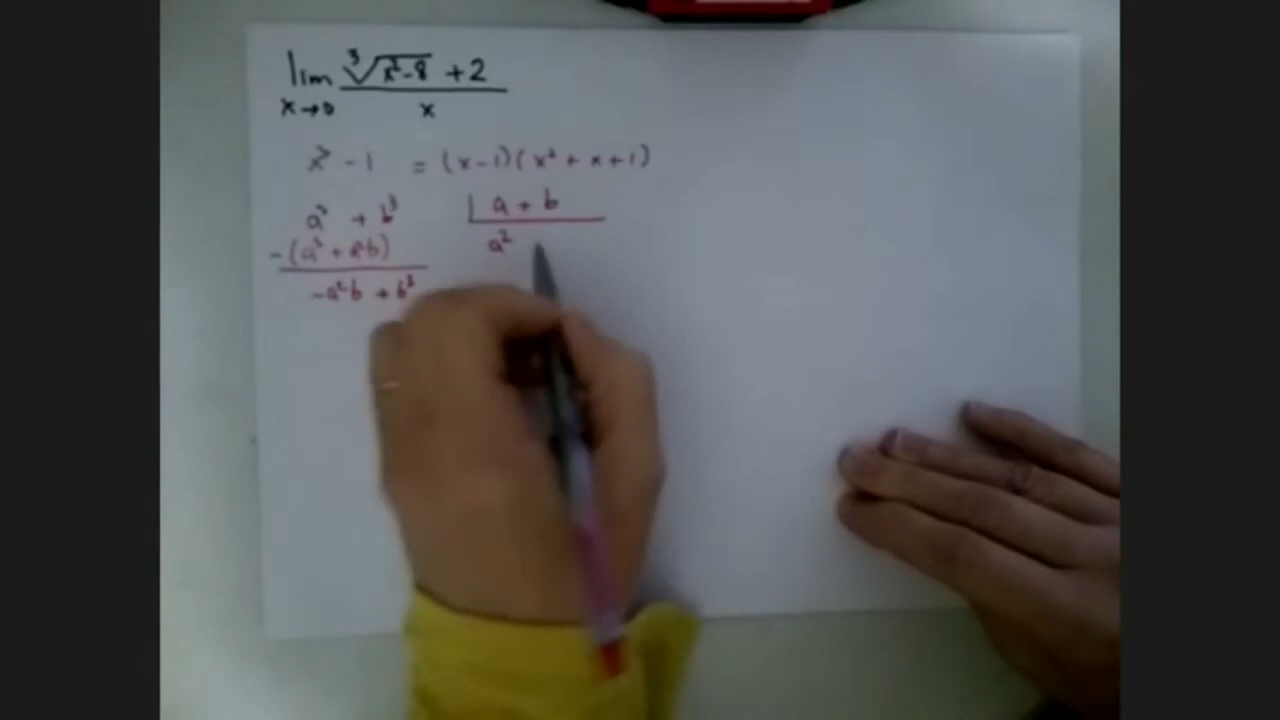 lim ∛(x²-8) + 2
x→0 x
x³ - 1 = (x-1)(x² + x + 1)
a³ + b³ | a + b
-(a³ + a²b) a²
-a²b + b³